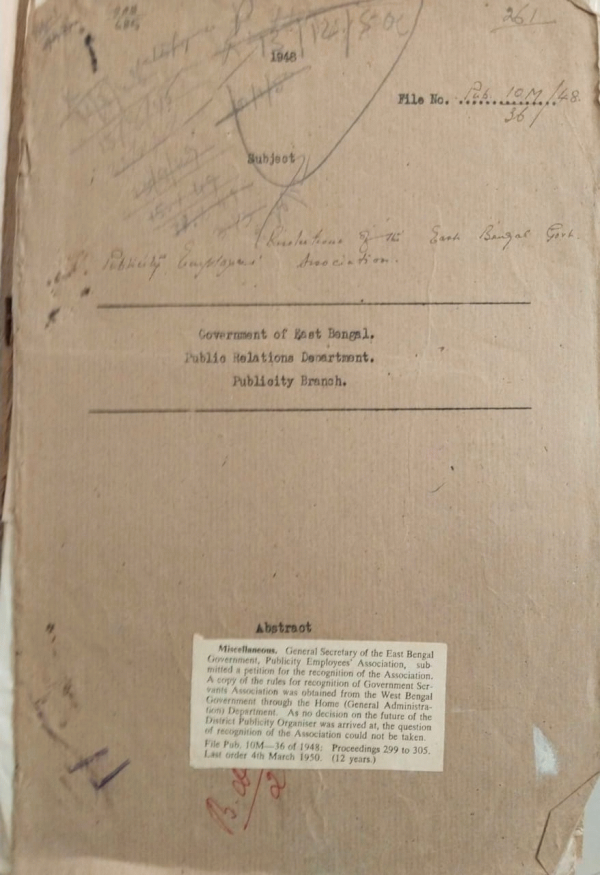 261
1948
File No. Pub. 10M/48.
36/
Subject
Resolutions of the East Bengal Govt.
Publicity Employees' Association.
Government of East Bengal.
Public Relations Department.
Publicity Branch.
Abstract
Miscellaneous. General Secretary of the East Bengal
Government, Publicity Employees' Association, sub-
mitted a petition for the recognition of the Association.
A copy of the rules for recognition of Government Ser-
vants Association was obtained from the West Bengal
Government through the Home (General Administra-
tion) Department. As no decision on the future of the
District Publicity Organiser was arrived at, the question
of recognition of the Association could not be taken.
File Pub. 10M—36 of 1948: Proceedings 299 to 305.
Last order 4th March 1950. (12 years.)